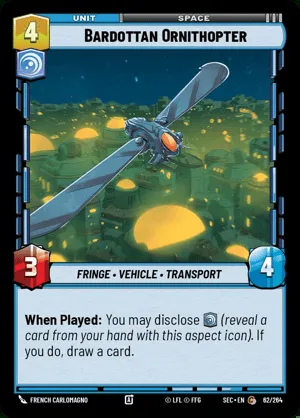 4
UNIT
SPACE
BARDOTTAN ORNITHOPTER
3
4
FRINGE • VEHICLE • TRANSPORT
When Played: You may disclose (reveal a
card from your hand with this aspect icon). If
you do, draw a card.
FRENCH CARLOMAGNO
© LFL © FFG
SEC • EN
62/264